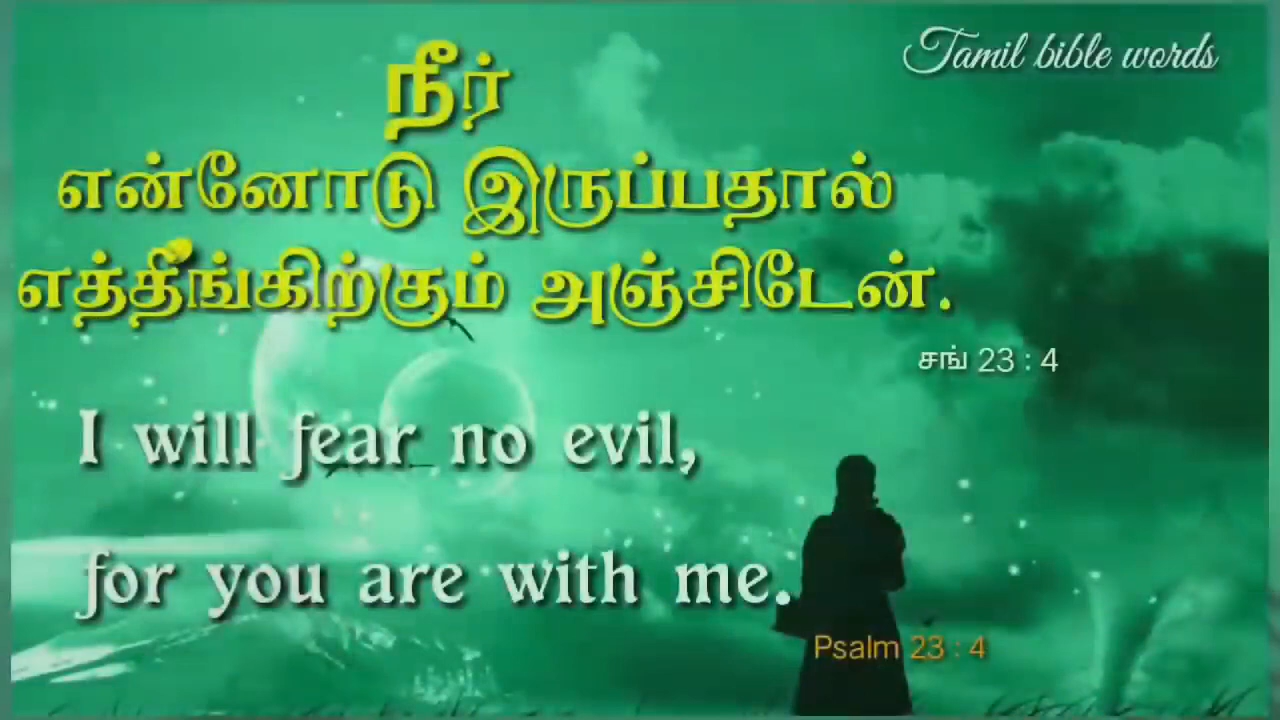 Tamil bible words
நீர்
என்னோடு இருப்பதால்
எத்தீங்கிற்கும் அஞ்சிடேன்.
சங் 23 : 4
I will fear no evil,
for you are with me.
Psalm 23 : 4